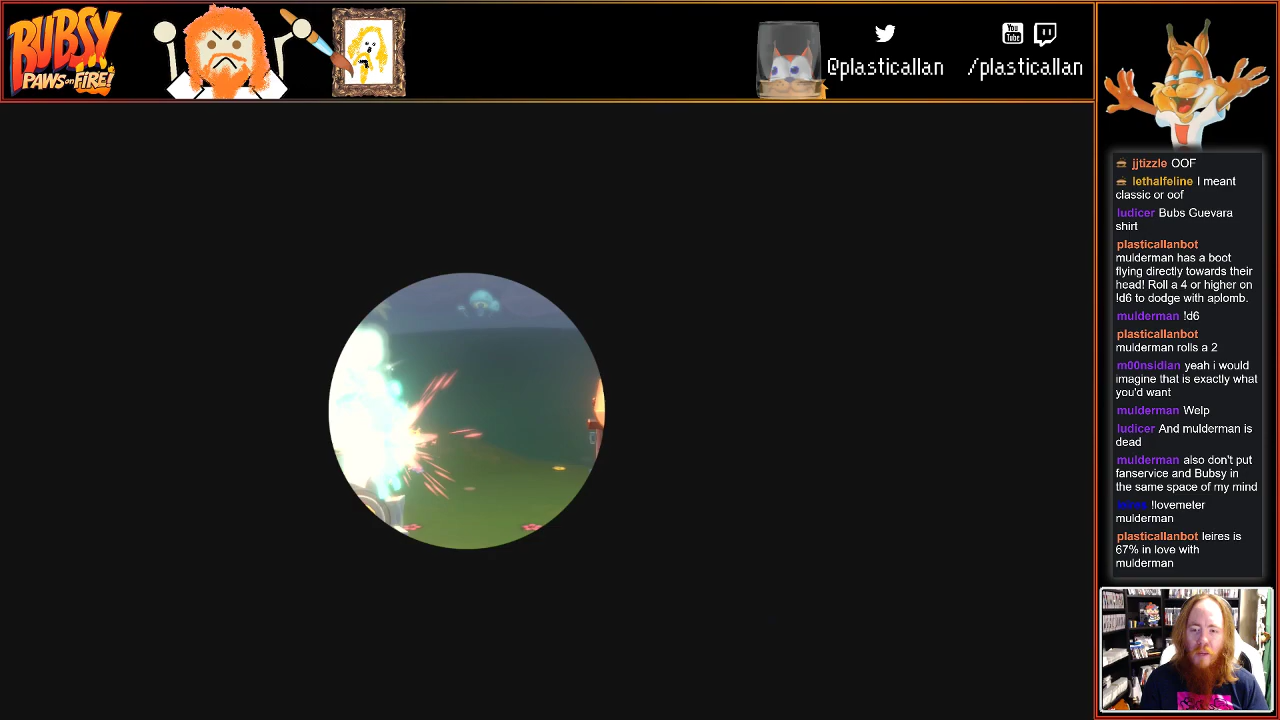 BUBSY
PAWS on FIRE!
@plasticallan
You Tube
/plasticallan
jjtizzle OOF
lethalfeline I meant
classic or oof
ludicer Bubs Guevara
shirt
plasticallanbot
mulderman has a boot
flying directly towards their
head! Roll a 4 or higher on
!d6 to dodge with aplomb.
mulderman !d6
plasticallanbot
mulderman rolls a 2
m00nsidian yeah i would
imagine that is exactly what
you'd want
mulderman Welp
ludicer And mulderman is
dead
mulderman also don't put
fanservice and Bubsy in
the same space of my mind
leires !lovemeter
mulderman
plasticallanbot leires is
67% in love with
mulderman